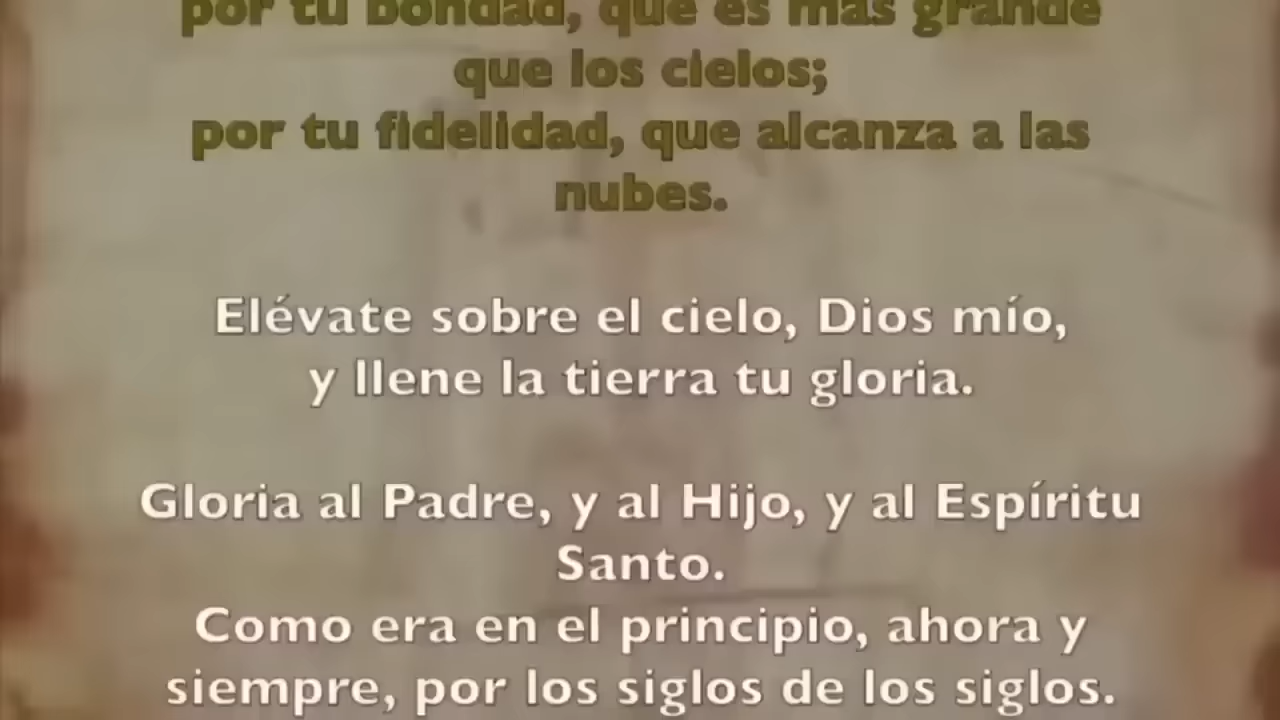 por tu bondad, que es más grande
que los cielos;
por tu fidelidad, que alcanza a las
nubes.
Elévate sobre el cielo, Dios mío,
y llene la tierra tu gloria.
Gloria al Padre, y al Hijo, y al Espíritu
Santo.
Como era en el principio, ahora y
siempre, por los siglos de los siglos.